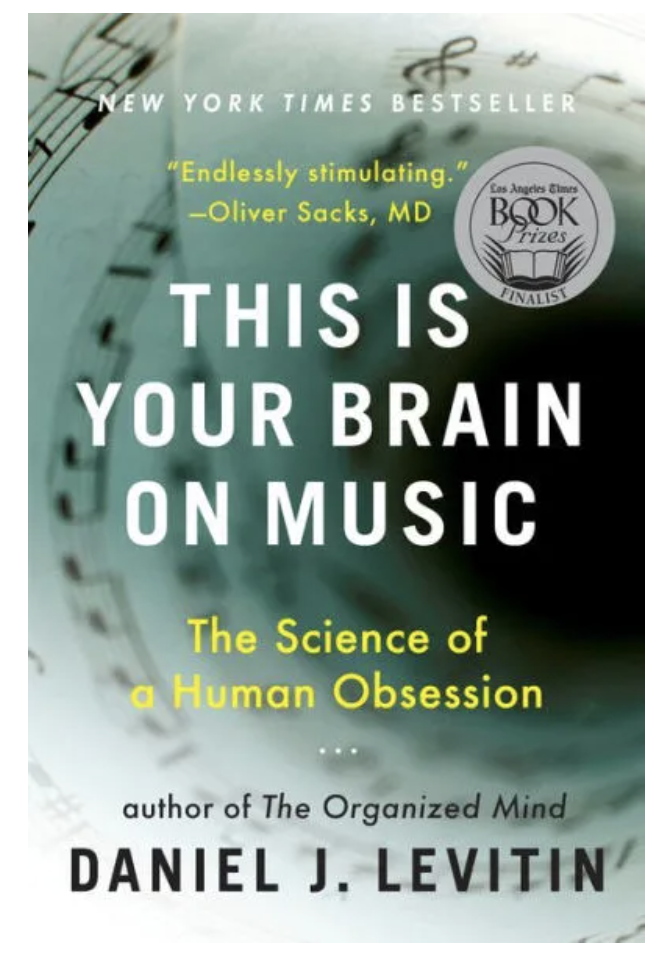 NEW YORK TIMES BESTSELLER
“Endlessly stimulating.”
—Oliver Sacks, MD
Los Angeles Times
BOOK
Prizes
FINALIST
THIS IS
YOUR BRAIN
ON MUSIC
The Science of
a Human Obsession
...
author of The Organized Mind
DANIEL J. LEVITIN